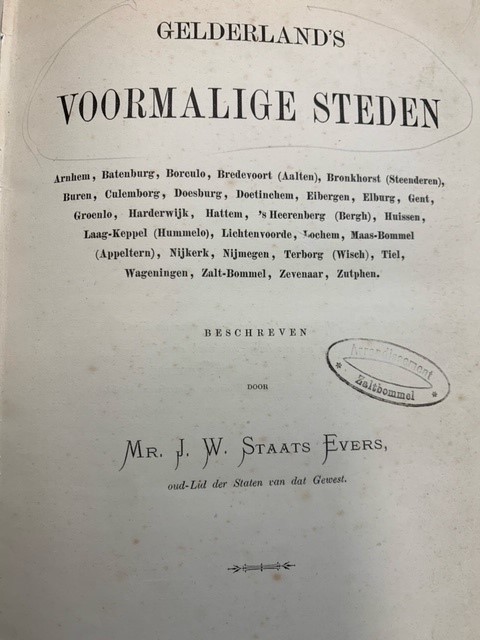 GELDERLAND'S
VOORMALIGE STEDEN
Arnhem, Batenburg, Borculo, Bredevoort (Aalten), Bronkhorst (Steenderen),
Buren, Culemborg, Doesburg, Doetinchem, Eibergen, Elburg, Gent,
Groenlo, Harderwijk, Hattem, 's Heerenberg (Bergh), Huissen,
Laag-Keppel (Hummelo), Lichtenvoorde, Lochem, Maas-Bommel
(Appeltern), Nijkerk, Nijmegen, Terborg (Wisch), Tiel,
Wageningen, Zalt-Bommel, Zevenaar, Zutphen.
BESCHREVEN
Arrondissement
Zaltbommel
DOOR
MR. J. W. STAATS EVERS,
oud-Lid der Staten van dat Gewest.